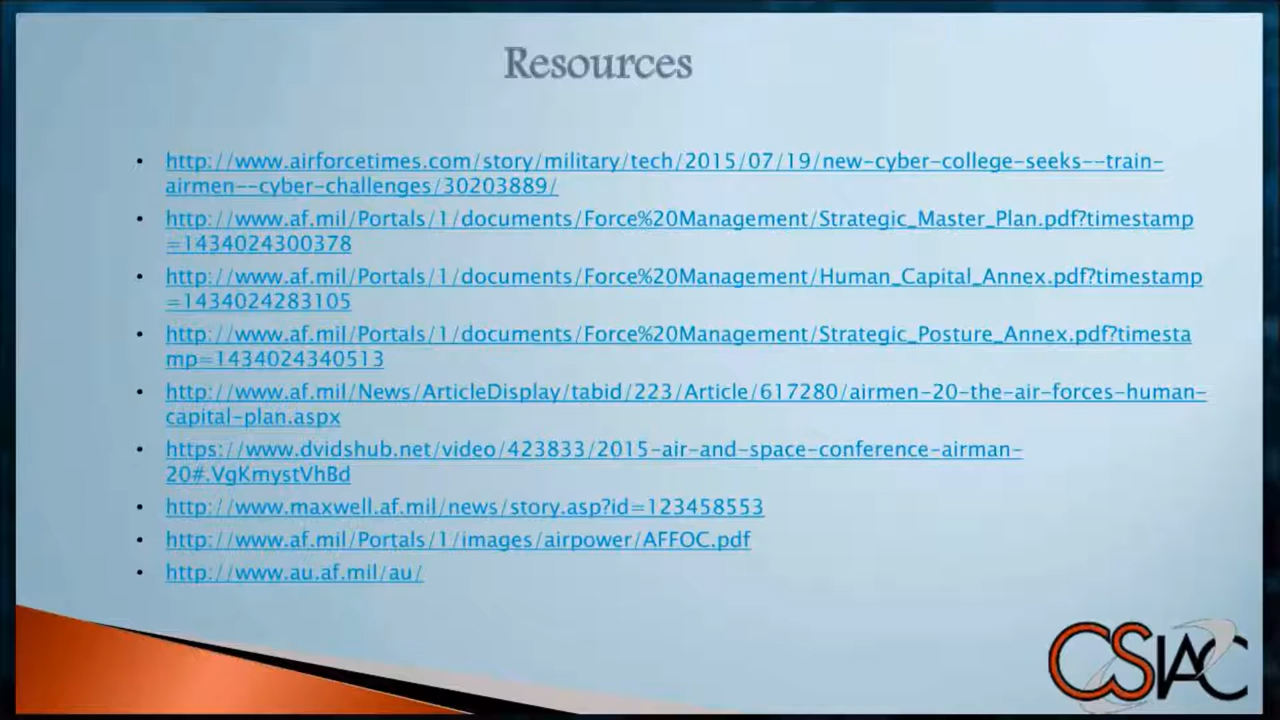 Resources
• http://www.airforcetimes.com/story/military/tech/2015/07/19/new-cyber-college-seeks--train-
airmen--cyber-challenges/30203889/
• http://www.af.mil/Portals/1/documents/Force%20Management/Strategic_Master_Plan.pdf?timestamp
=1434024300378
• http://www.af.mil/Portals/1/documents/Force%20Management/Human_Capital_Annex.pdf?timestamp
=1434024283105
• http://www.af.mil/Portals/1/documents/Force%20Management/Strategic_Posture_Annex.pdf?timesta
mp=1434024340513
• http://www.af.mil/News/ArticleDisplay/tabid/223/Article/617280/airmen-20-the-air-forces-human-
capital-plan.aspx
• https://www.dvidshub.net/video/423833/2015-air-and-space-conference-airman-
20#.VgKmystVhBd
• http://www.maxwell.af.mil/news/story.asp?id=123458553
• http://www.af.mil/Portals/1/images/airpower/AFFOC.pdf
• http://www.au.af.mil/au/
CSIAC